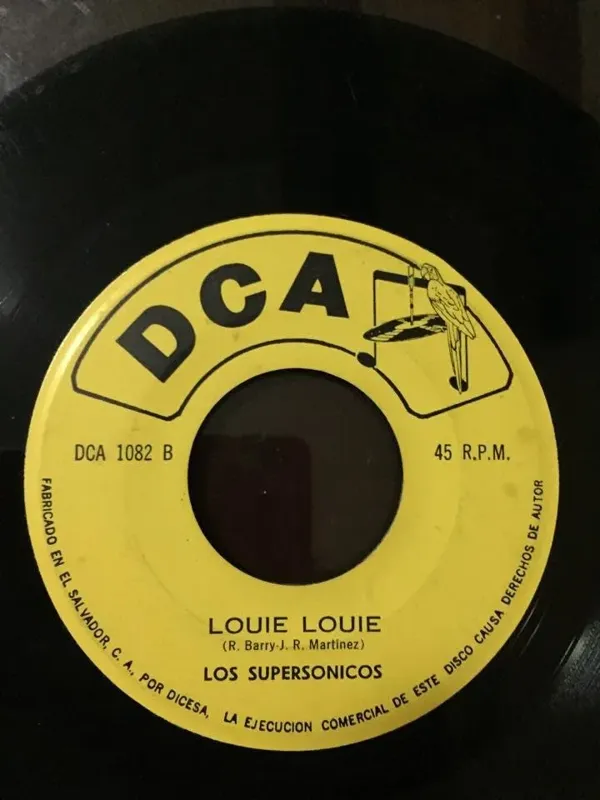 DCA
DCA 1082 B
45 R.P.M.
LOUIE LOUIE
(R. Barry-J. R. Martinez)
LOS SUPERSONICOS
FABRICADO EN EL SALVADOR, C. A., POR DICESA, LA EJECUCION COMERCIAL DE ESTE DISCO CAUSA DERECHOS DE AUTOR